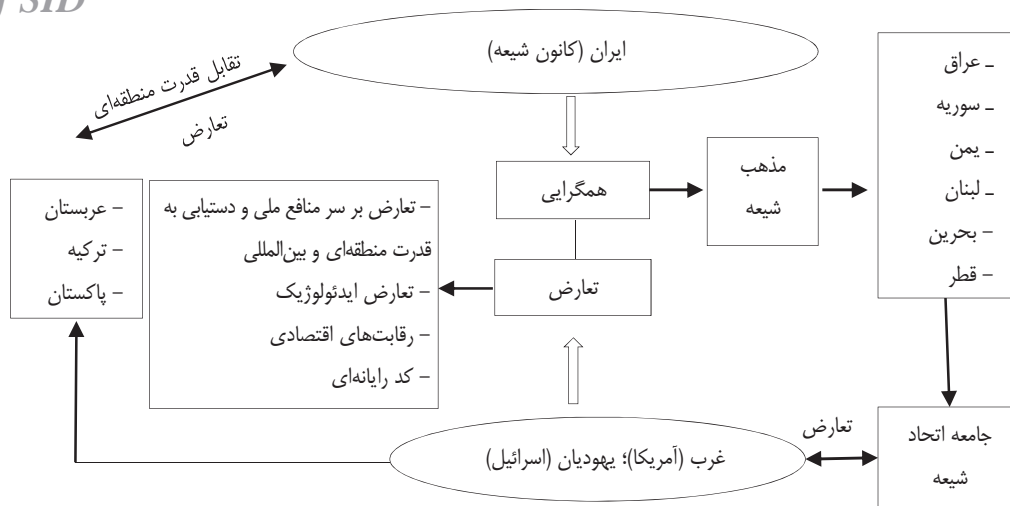 SID
ایران (کانون شیعه)
تقابل قدرت منطقه‌ای
تعارض
ـ عراق
ـ سوریه
ـ یمن
ـ لبنان
– بحرین
– قطر
مذهب
شیعه
همگرایی
تعارض
– تعارض بر سر منافع ملی و دستیابی به
قدرت منطقه‌ای و بین‌المللی
– تعارض ایدئولوژیک
– رقابت‌های اقتصادی
– کد رایانه‌ای
– عربستان
– ترکیه
– پاکستان
جامعه اتحاد
شیعه
تعارض
غرب (آمریکا)؛ یهودیان (اسرائیل)